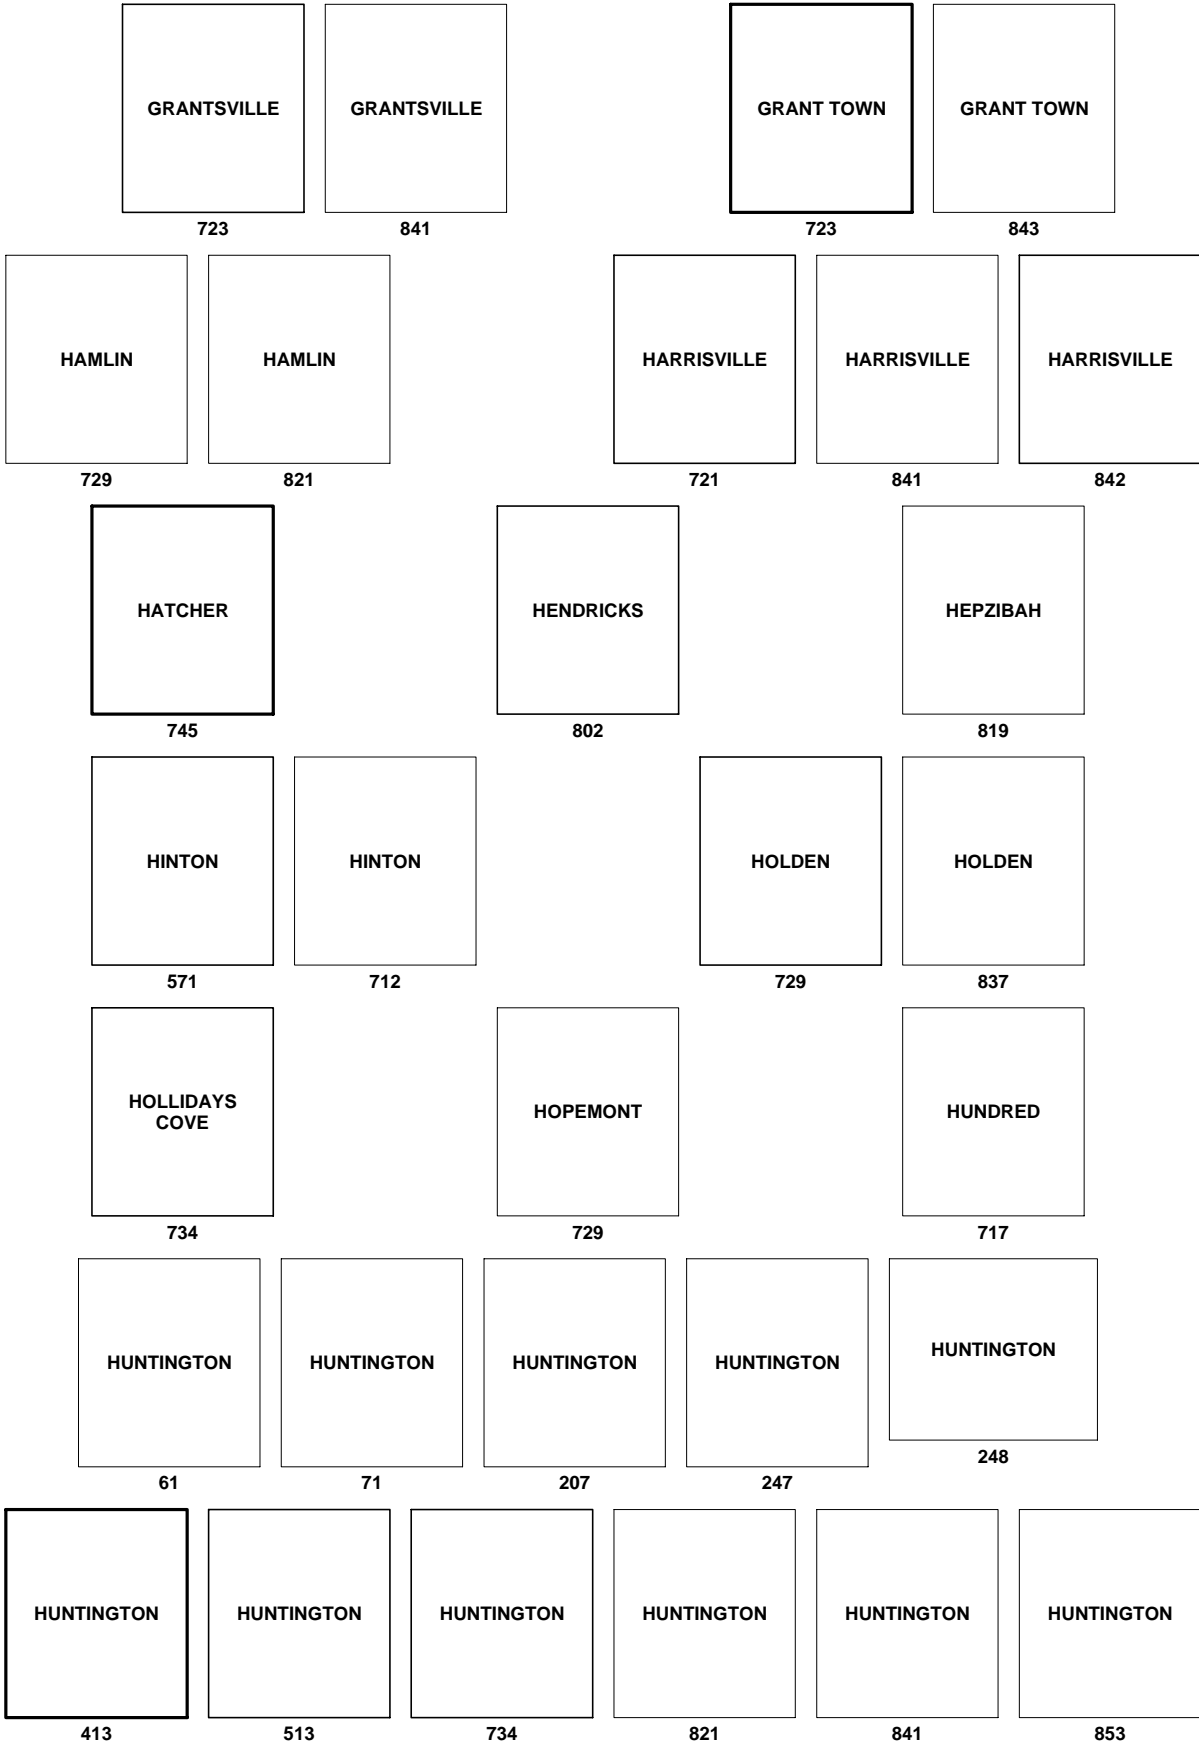 GRANTSVILLE GRANTSVILLE GRANT TOWN GRANT TOWN
723 841 723 843
HAMLIN HAMLIN HARRISVILLE HARRISVILLE HARRISVILLE
729 821 721 841 842
HATCHER HENDRICKS HEPZIBAH
745 802 819
HINTON HINTON HOLDEN HOLDEN
571 712 729 837
HOLLIDAYS
COVE
HOPEMONT HUNDRED
734 729 717
HUNTINGTON HUNTINGTON HUNTINGTON HUNTINGTON HUNTINGTON
61 71 207 247 248
HUNTINGTON HUNTINGTON HUNTINGTON HUNTINGTON HUNTINGTON HUNTINGTON
413 513 734 821 841 853